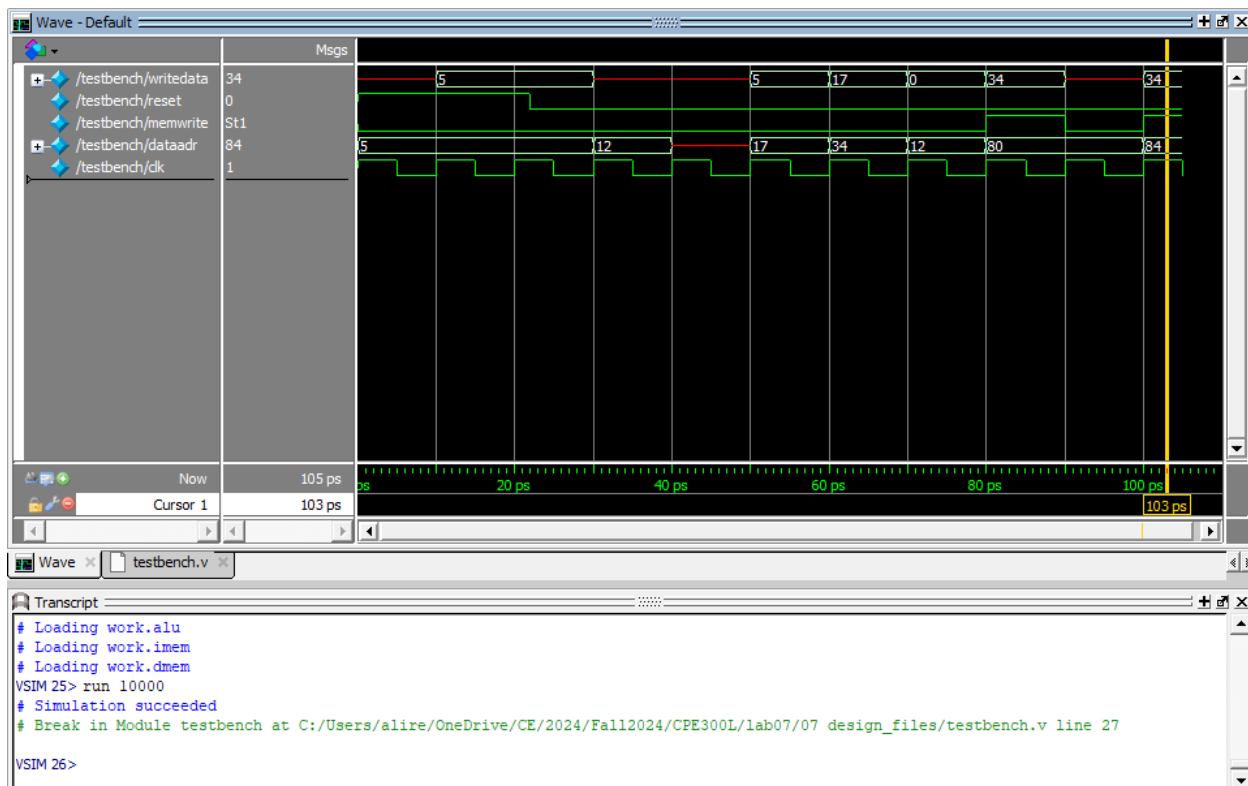 Wave - Default
Msgs
/testbench/writedata 34 5 5 17 0 34 34
/testbench/reset 0
/testbench/memwrite St1
/testbench/dataadr 84 5 12 17 34 12 80 84
/testbench/clk 1
Now 105 ps ps 20 ps 40 ps 60 ps 80 ps 100 ps
Cursor 1 103 ps 103 ps
Wave testbench.v
Transcript
# Loading work.alu
# Loading work.imem
# Loading work.dmem
VSIM 25> run 10000
# Simulation succeeded
# Break in Module testbench at C:/Users/alire/OneDrive/CE/2024/Fall2024/CPE300L/lab07/07 design_files/testbench.v line 27
VSIM 26>